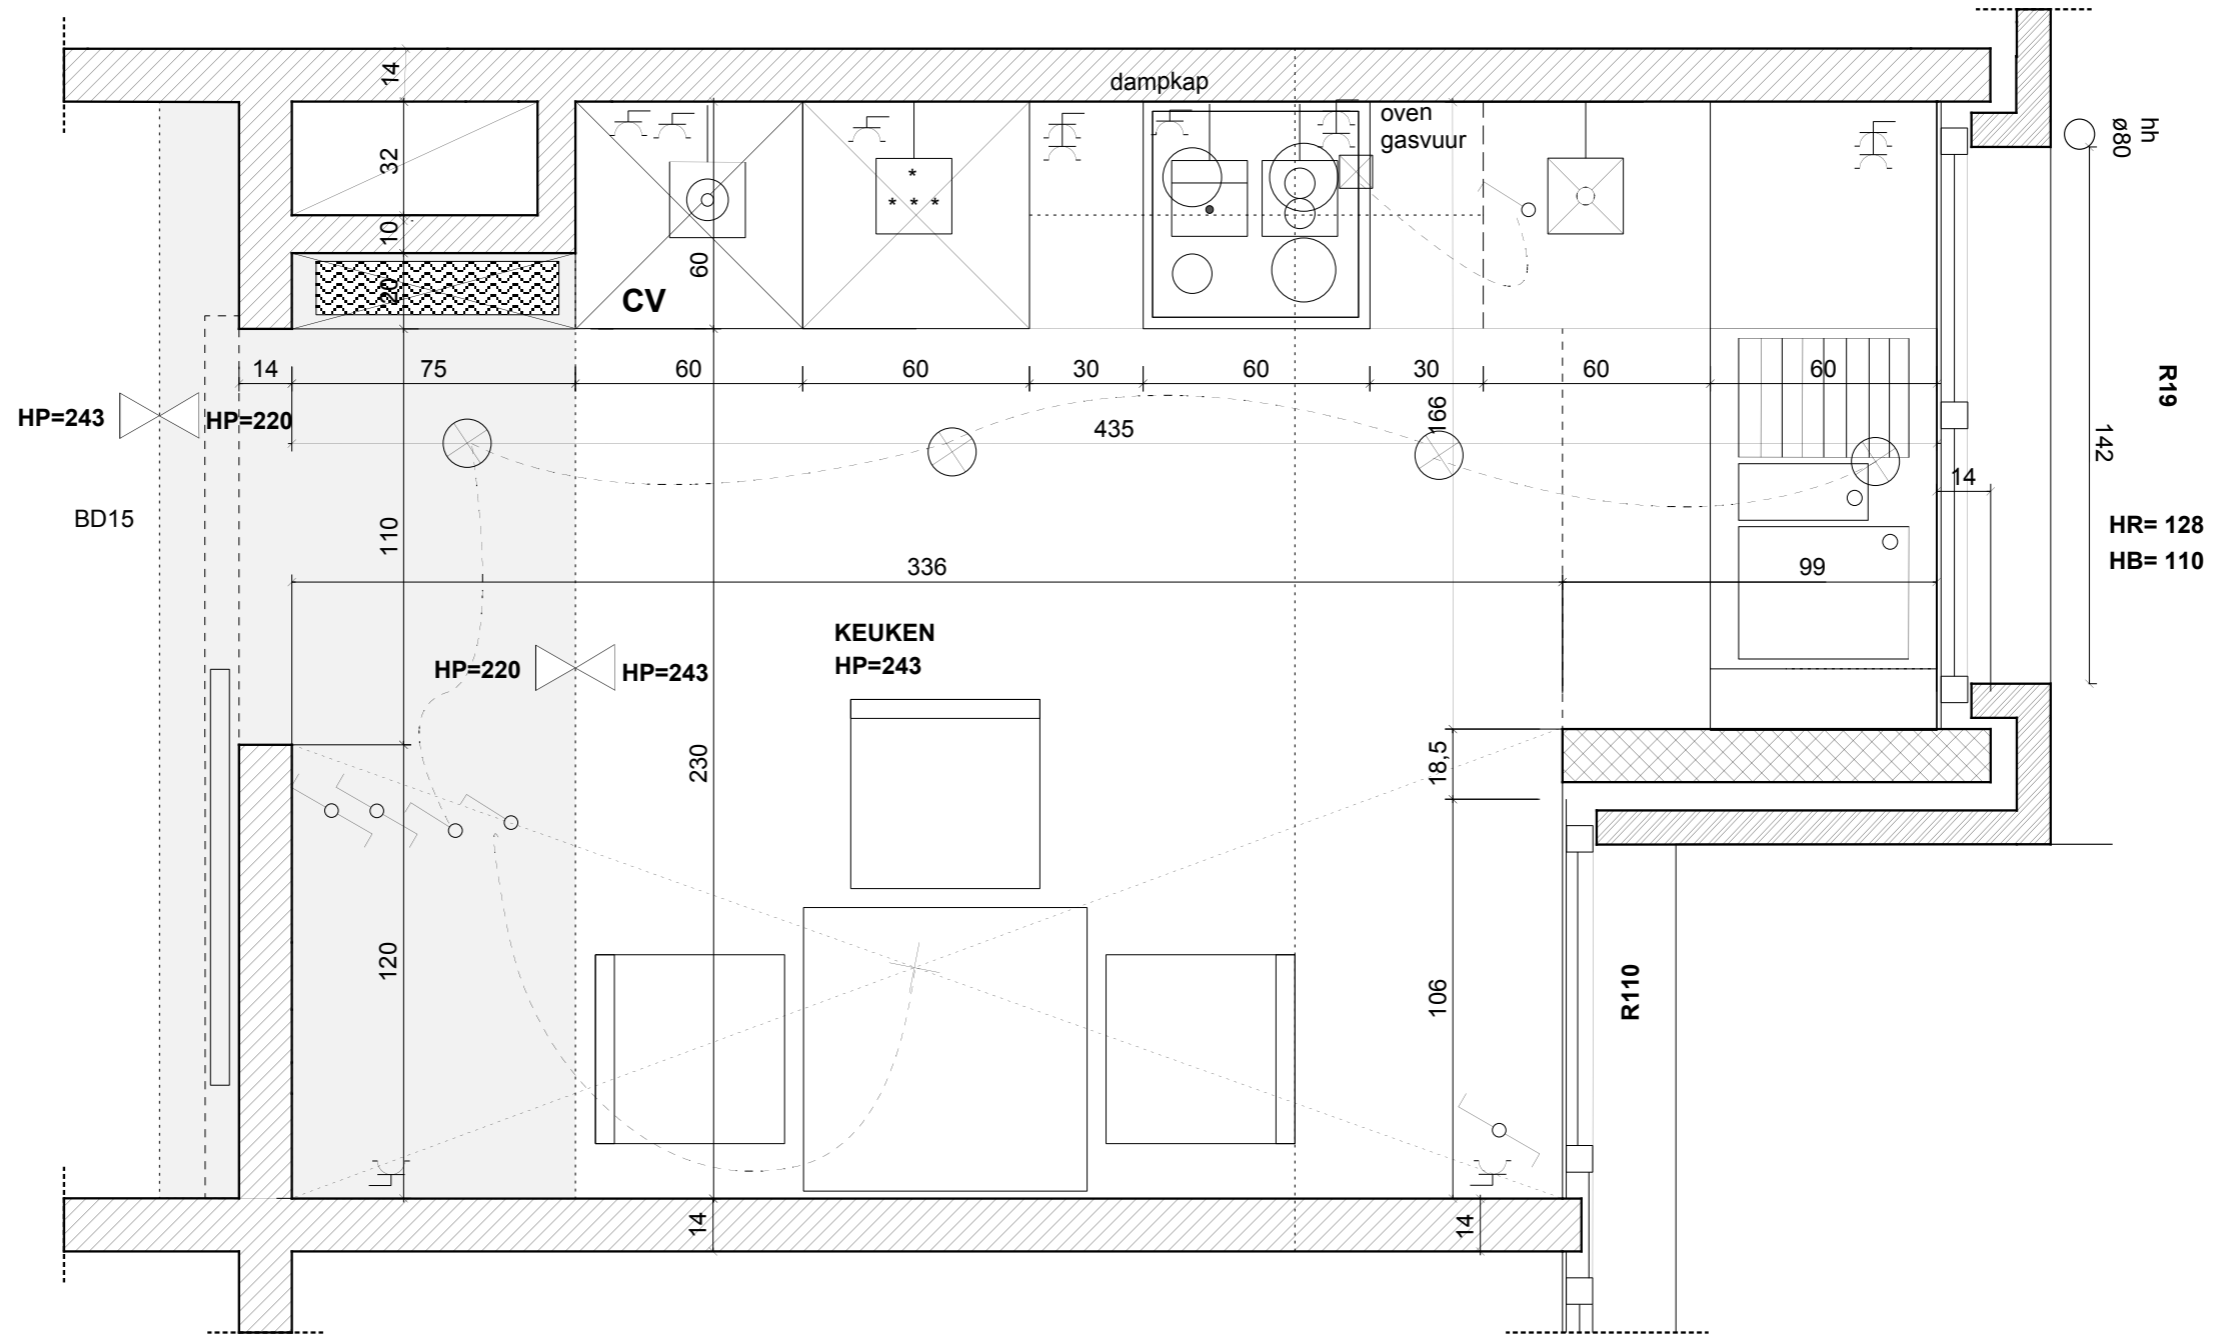 14
dampkap
oven
gasvuur
hh
ø80
32
10
20
60
CV
* * * *
14
75
60
60
30
60
30
60
60
HP=243
HP=220
435
166
R19
142
14
BD15
110
HR= 128
HB= 110
336
99
KEUKEN
HP=243
HP=220
HP=243
230
18,5
120
106
R110
14
14